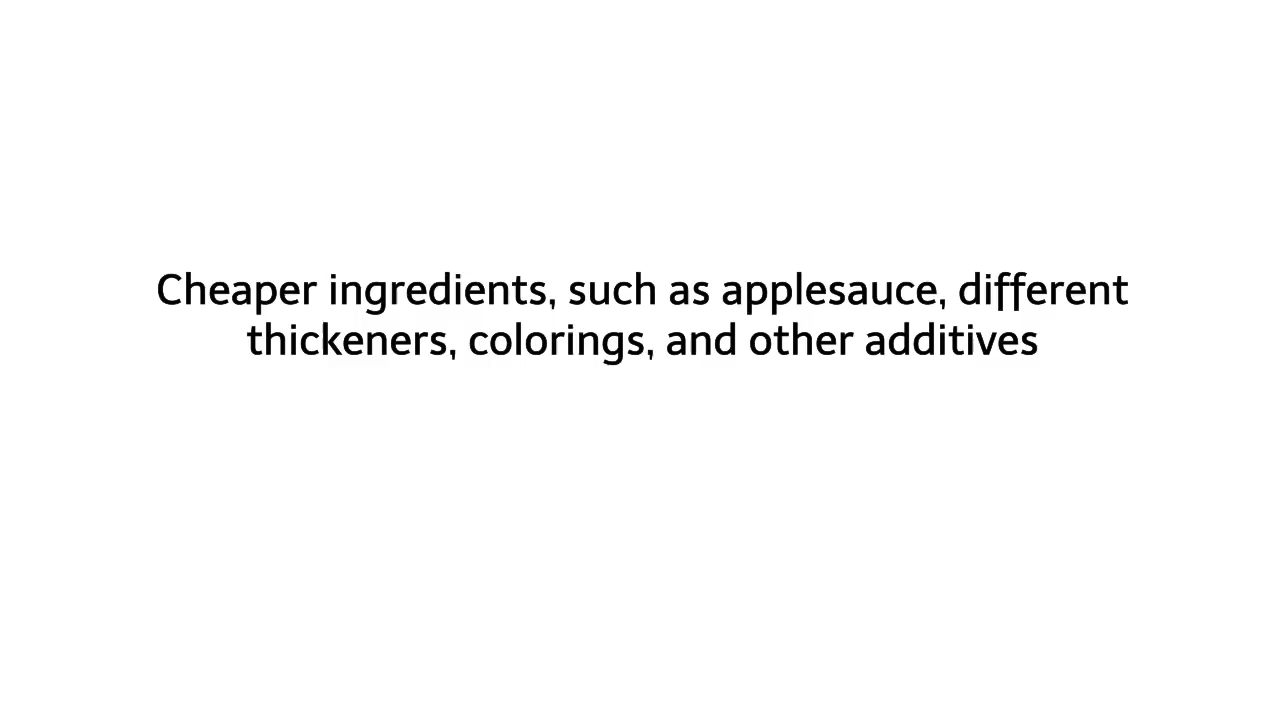 Cheaper ingredients, such as applesauce, different
thickeners, colorings, and other additives